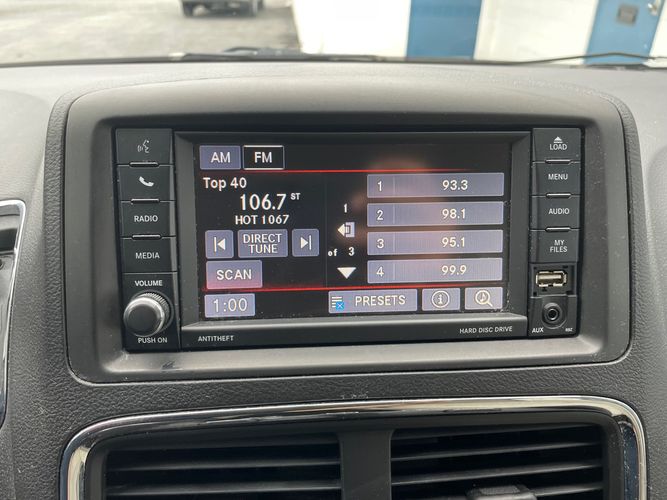 AM FM
Top 40
106.7 ST
HOT 1067
DIRECT
TUNE
SCAN
1:00
1
of 3
1 93.3
2 98.1
3 95.1
4 99.9
PRESETS
RADIO
MEDIA
VOLUME
PUSH ON
ANTITHEFT
HARD DISC DRIVE
LOAD
MENU
AUDIO
MY
FILES
AUX